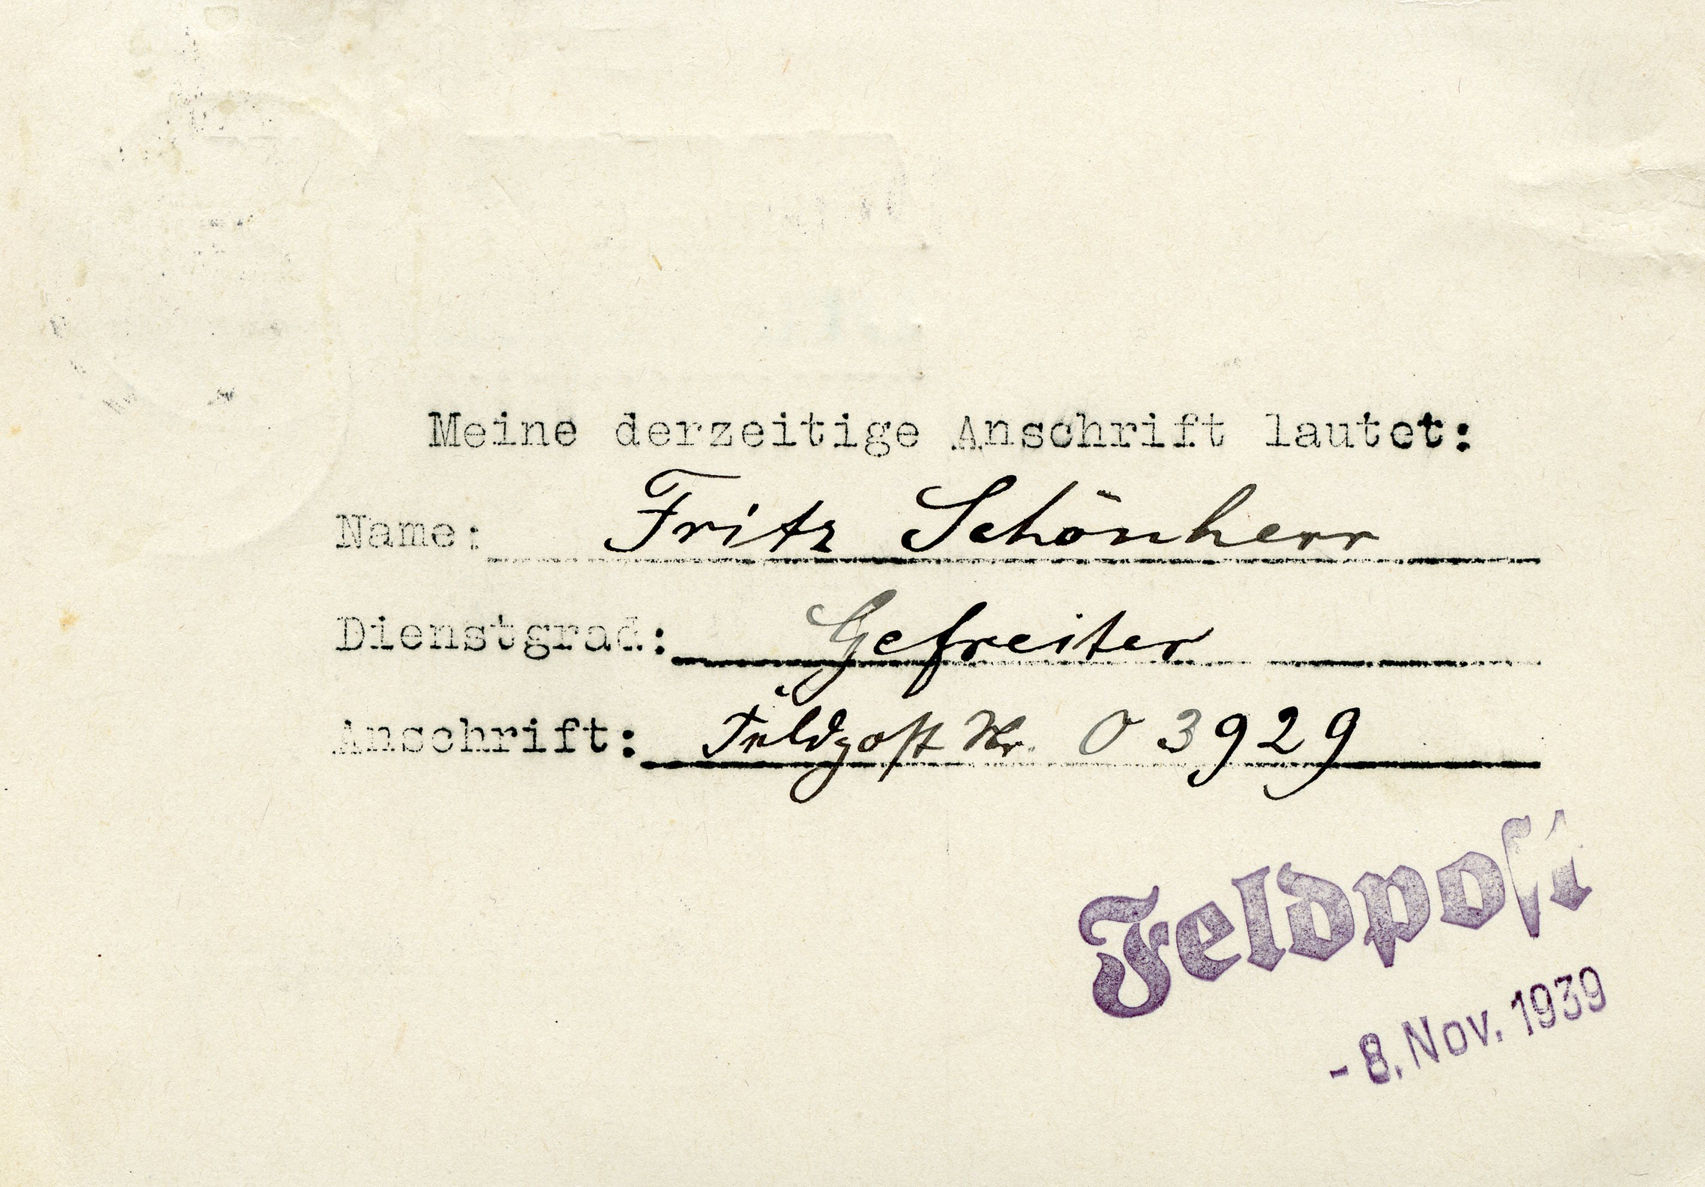 Meine derzeitige Anschrift lautet:
Name: Fritz Schönherr
Dienstgrad: Gefreiter
Anschrift: Feldpost Nr. 03929
Feldpost
- 8. Nov. 1939